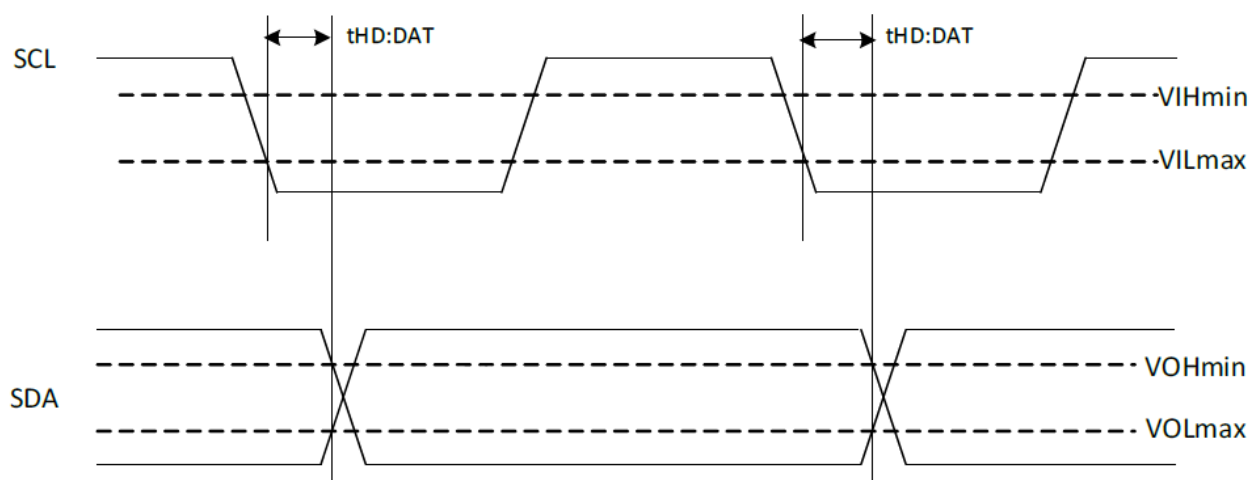 tHD:DAT
tHD:DAT
SCL
VIHmin
VILmax
VOHmin
SDA
VOLmax